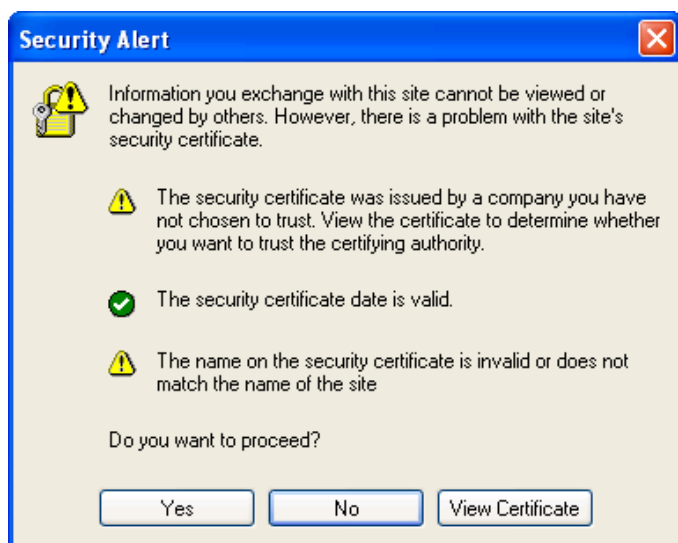 Security Alert
Information you exchange with this site cannot be viewed or
changed by others. However, there is a problem with the site's
security certificate.
The security certificate was issued by a company you have
not chosen to trust. View the certificate to determine whether
you want to trust the certifying authority.
The security certificate date is valid.
The name on the security certificate is invalid or does not
match the name of the site
Do you want to proceed?
Yes No View Certificate